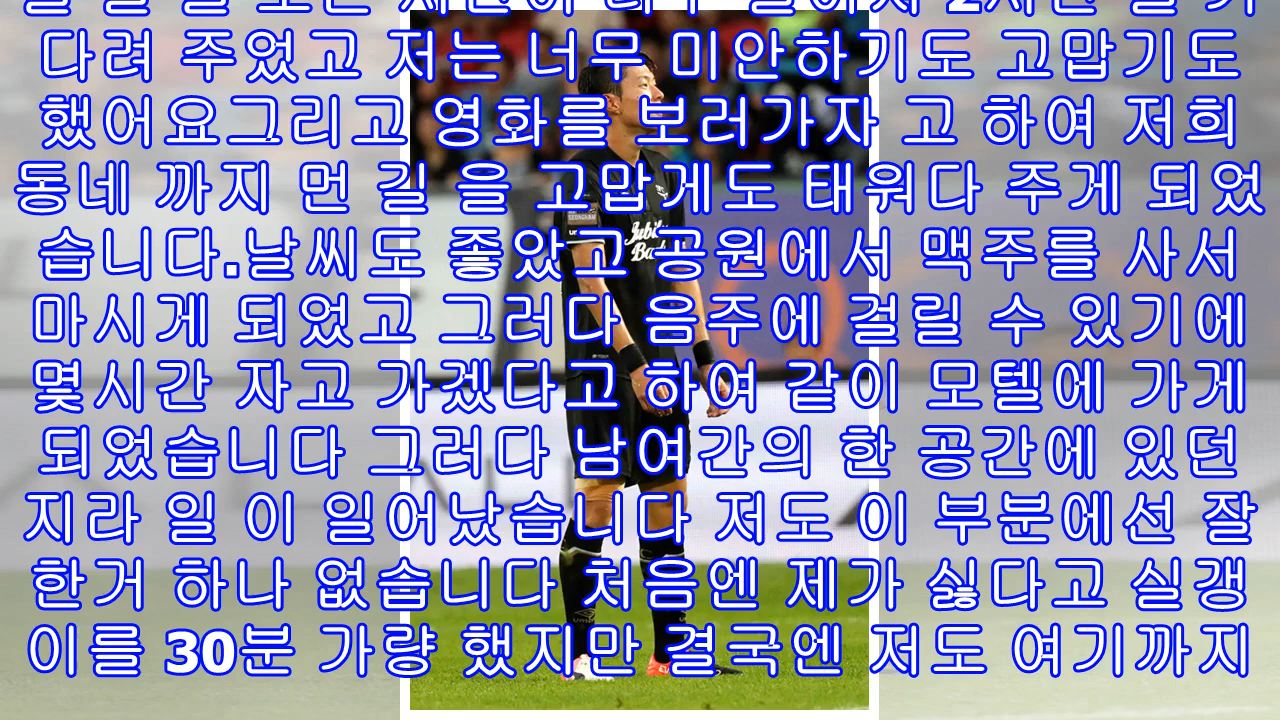 다려 주었고 저는 너무 미안하기도 고맙기도
했어요그리고 영화를 보러가자 고 하여 저희
동네 까지 먼 길 을 고맙게도 태워다 주게 되었
습니다.날씨도 좋았고 공원에서 맥주를 사서
마시게 되었고 그러다 음주에 걸릴 수 있기에
몇시간 자고 가겠다고 하여 같이 모텔에 가게
되었습니다 그러다 남여간의 한 공간에 있던
지라 일 이 일어났습니다 저도 이 부분에선 잘
한거 하나 없습니다 처음엔 제가 싫다고 실갱
이를 30분 가량 했지만 결국엔 저도 여기까지
SEONGNAM
Jubilee
Bank